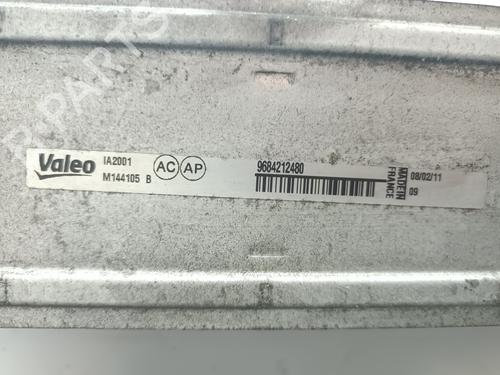 Valeo
IA2001
M144105 B
AC AP
9684212480
MADE IN
FRANCE
08/02/11
09